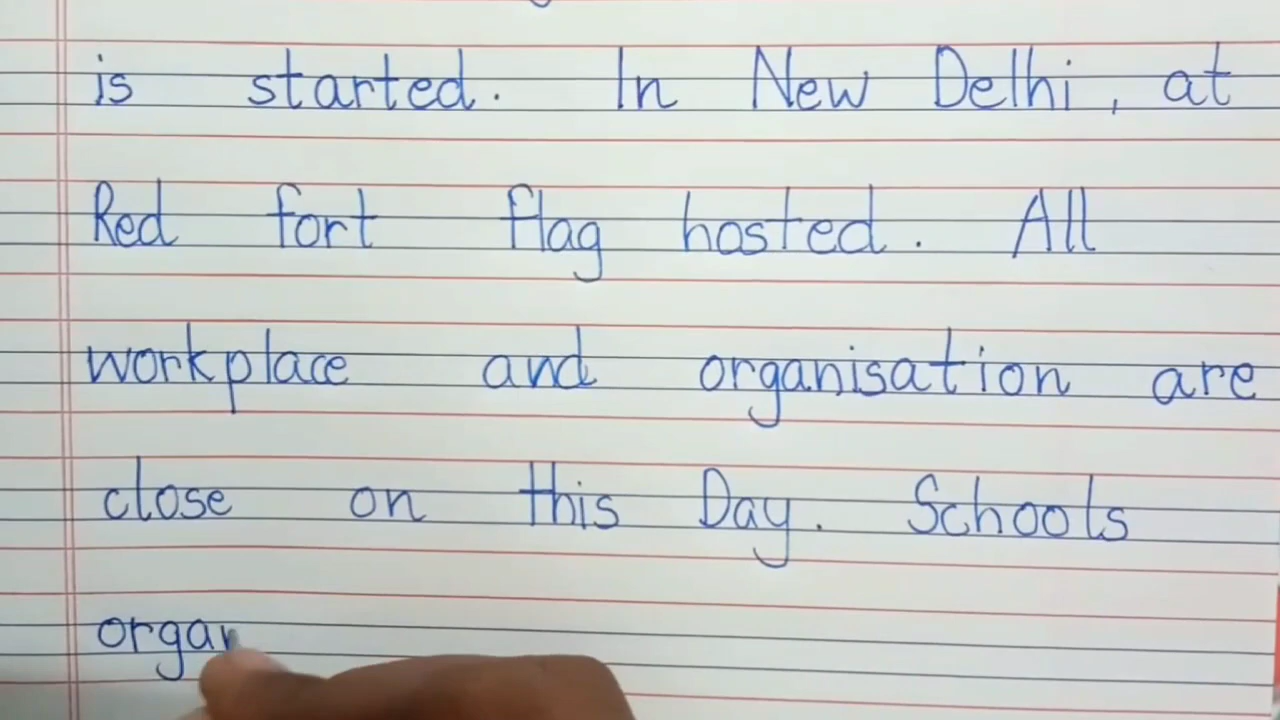 is started. In New Delhi, at
Red fort flag hosted. All
workplace and organisation are
close on this Day. Schools
organ